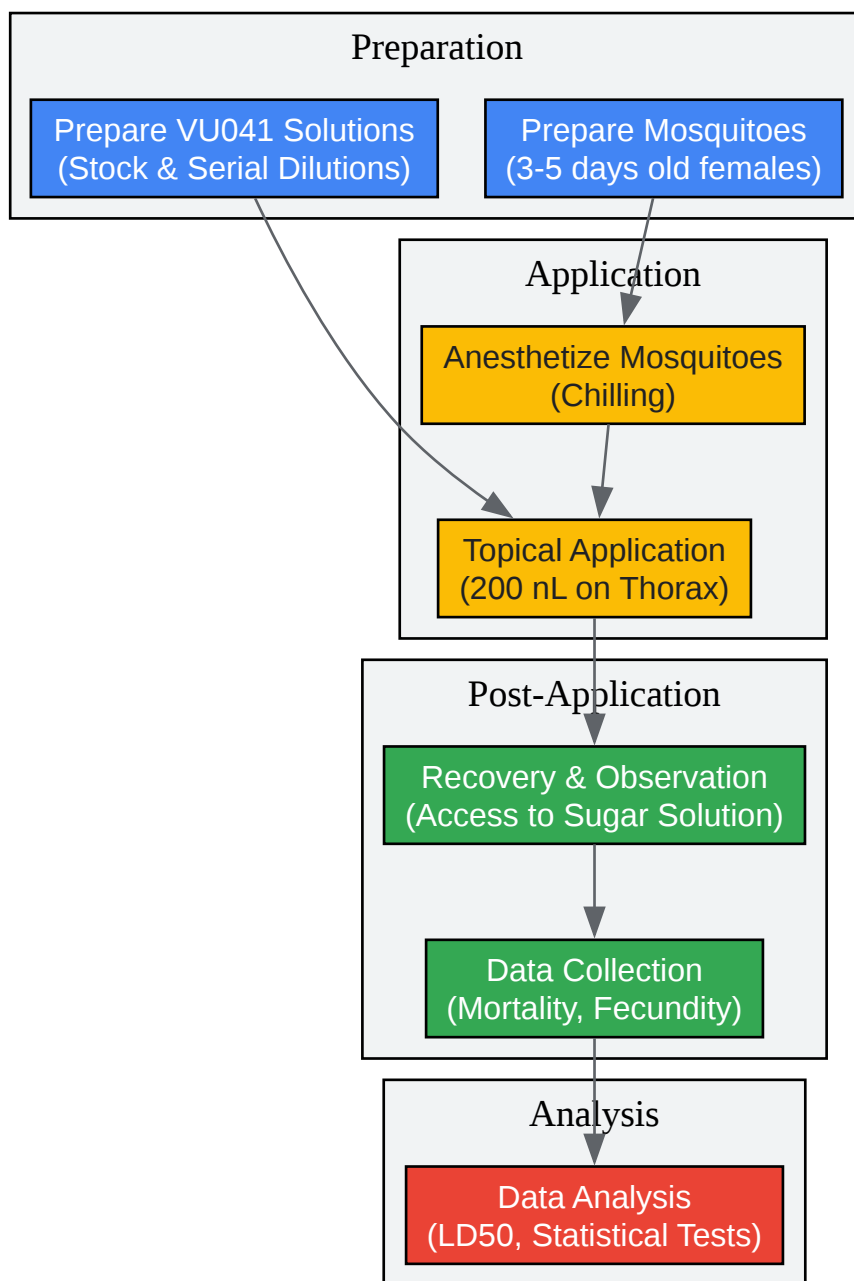 Preparation
Prepare VU041 Solutions
(Stock & Serial Dilutions)
Prepare Mosquitoes
(3-5 days old females)
Application
Anesthetize Mosquitoes
(Chilling)
Topical Application
(200 nL on Thorax)
Post-Application
Recovery & Observation
(Access to Sugar Solution)
Data Collection
(Mortality, Fecundity)
Analysis
Data Analysis
(LD50, Statistical Tests)